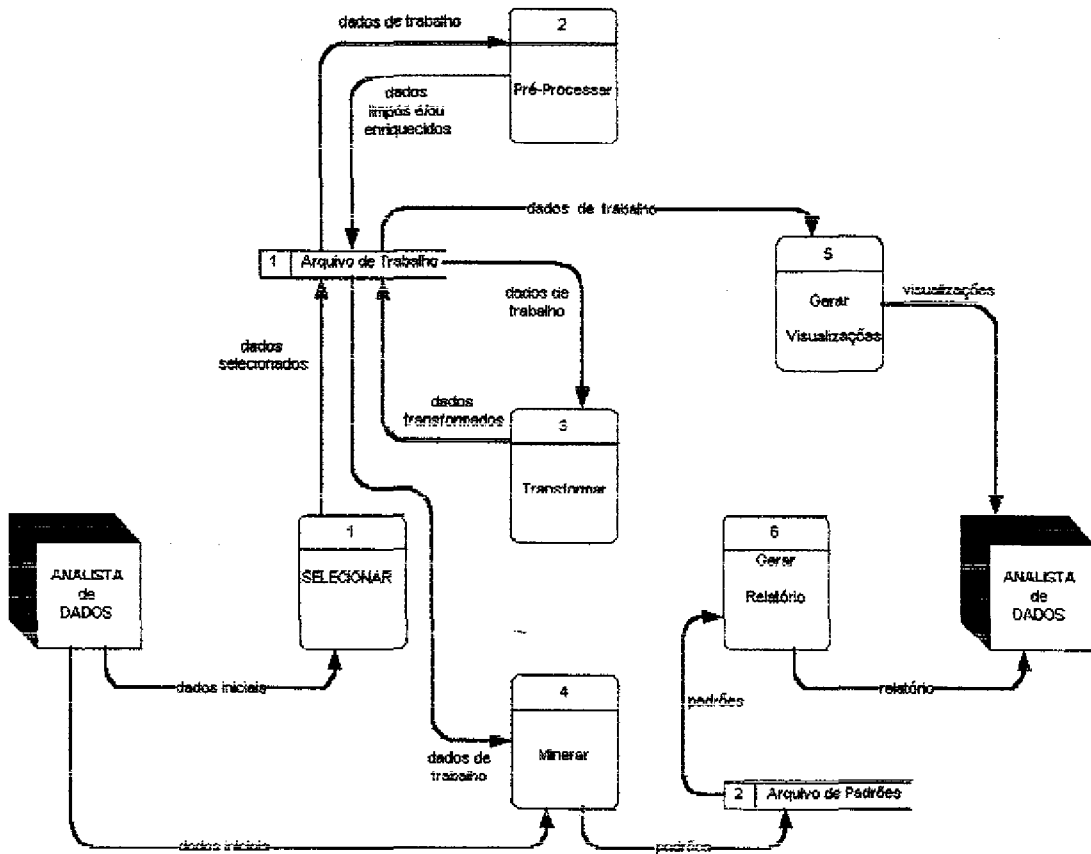 dados de trabalho
2
Pré-Processar
dados
limpos e/ou
enriquecidos
dados de trabalho
1 Arquivo de Trabalho
5
Gerar
Visualizações
visualizações
dados de
trabalho
dados
selecionados
dados
transformados
3
Transformar
ANALISTA
de
DADOS
1
SELECIONAR
6
Gerar
Relatório
ANALISTA
de
DADOS
dados iniciais
4
Minerar
relatório
padrões
dados de
trabalho
2 Arquivo de Padrões
dados iniciais
padrões